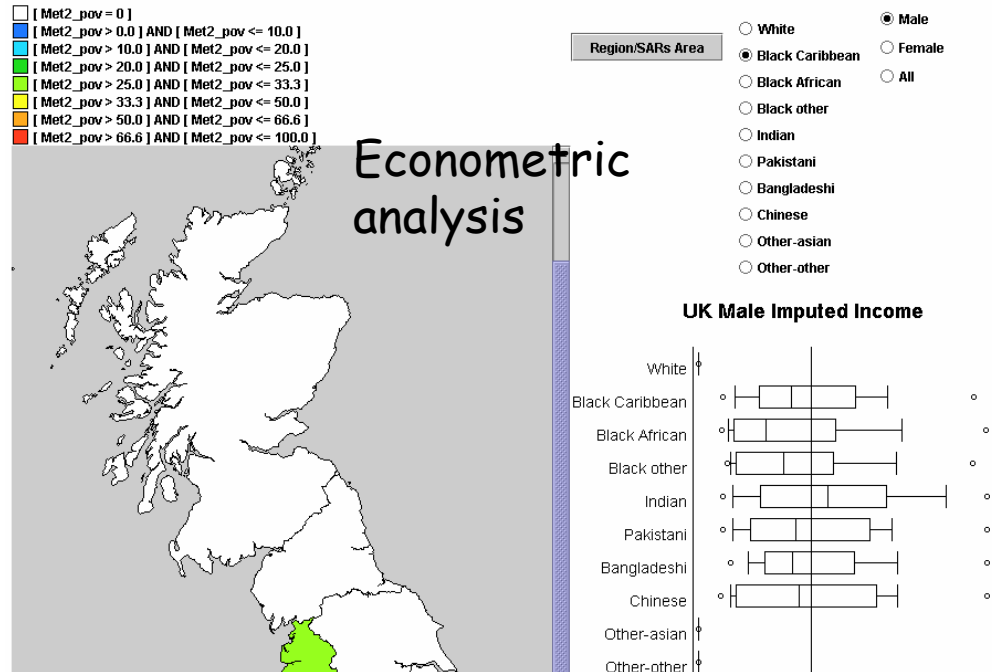 [ Met2_pov = 0 ]
[ Met2_pov > 0.0 ] AND [ Met2_pov <= 10.0 ]
[ Met2_pov > 10.0 ] AND [ Met2_pov <= 20.0 ]
[ Met2_pov > 20.0 ] AND [ Met2_pov <= 25.0 ]
[ Met2_pov > 25.0 ] AND [ Met2_pov <= 33.3 ]
[ Met2_pov > 33.3 ] AND [ Met2_pov <= 50.0 ]
[ Met2_pov > 50.0 ] AND [ Met2_pov <= 66.6 ]
[ Met2_pov > 66.6 ] AND [ Met2_pov <= 100.0 ]
Econometric
analysis
Region/SARs Area
White
Black Caribbean
Black African
Black other
Indian
Pakistani
Bangladeshi
Chinese
Other-asian
Other-other
Male
Female
All
UK Male Imputed Income
White
Black Caribbean
Black African
Black other
Indian
Pakistani
Bangladeshi
Chinese
Other-asian
Other-other